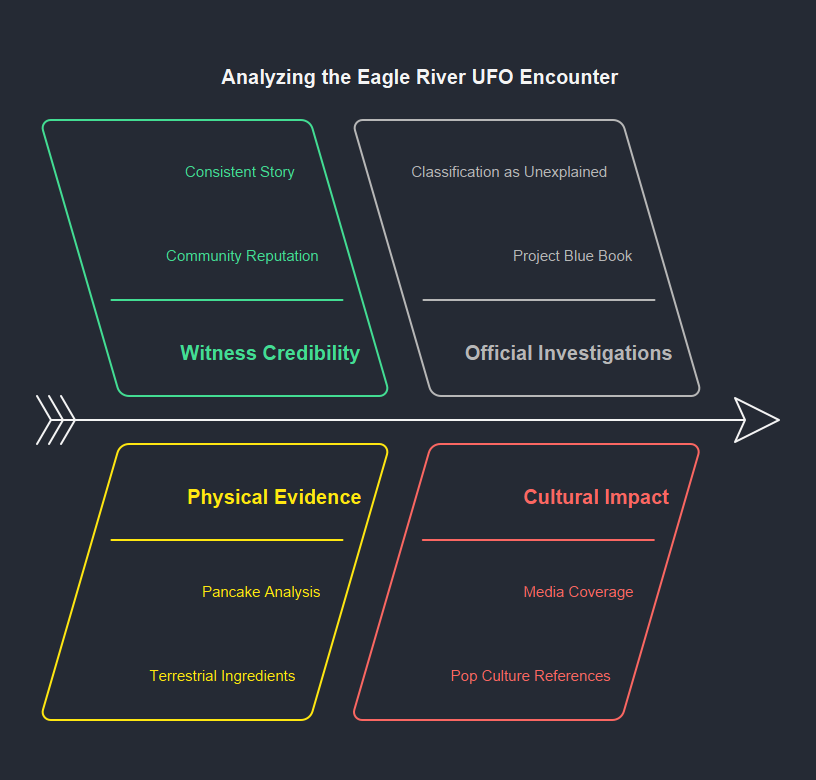 Analyzing the Eagle River UFO Encounter
Consistent Story
Community Reputation
Witness Credibility
Classification as Unexplained
Project Blue Book
Official Investigations
Physical Evidence
Pancake Analysis
Terrestrial Ingredients
Cultural Impact
Media Coverage
Pop Culture References